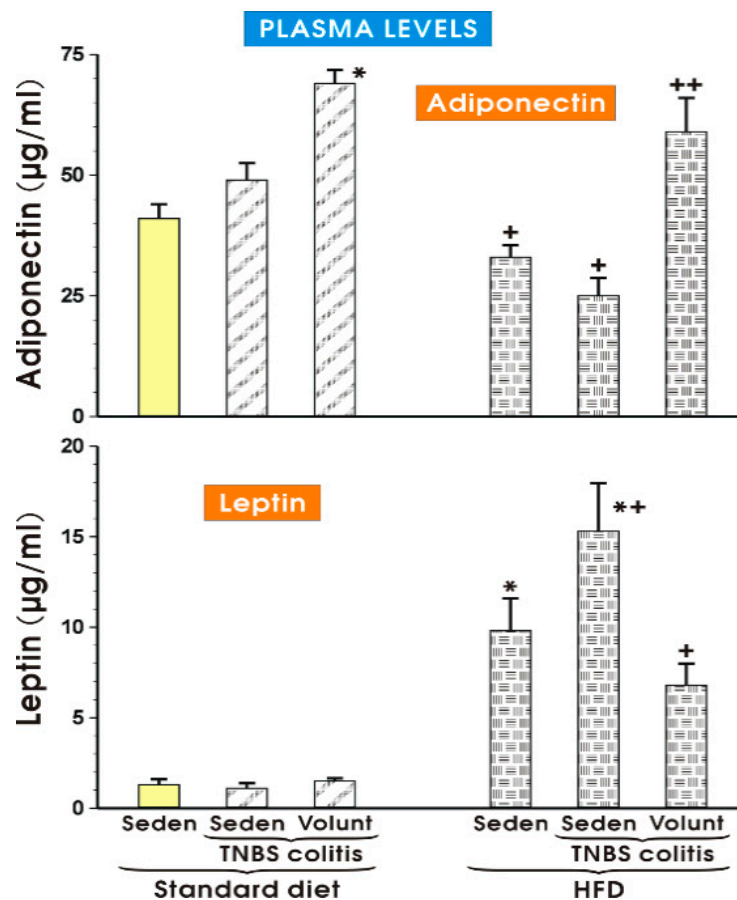 PLASMA LEVELS
Adiponectin (µg/ml)
75
50
25
0
Adiponectin
*
+
+
++
Leptin (µg/ml)
20
15
10
5
0
Leptin
*
*+
+
Seden Seden Volunt Seden Seden Volunt
TNBS colitis TNBS colitis
Standard diet HFD